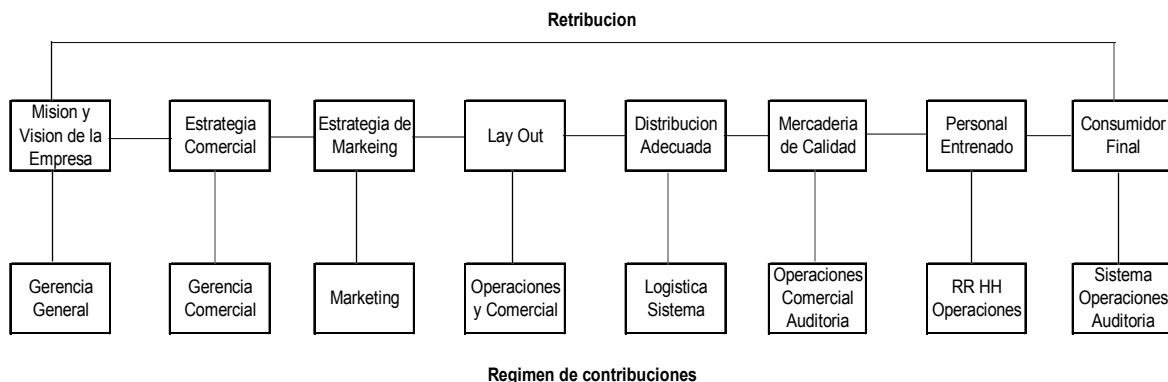 Retribucion
Mision y
Vision de la
Empresa
Estrategia
Comercial
Estrategia de
Markeing
Lay Out
Distribucion
Adecuada
Mercaderia
de Calidad
Personal
Entrenado
Consumidor
Final
Gerencia
General
Gerencia
Comercial
Marketing
Operaciones
y Comercial
Logistica
Sistema
Operaciones
Comercial
Auditoria
RR HH
Operaciones
Sistema
Operaciones
Auditoria
Regimen de contribuciones